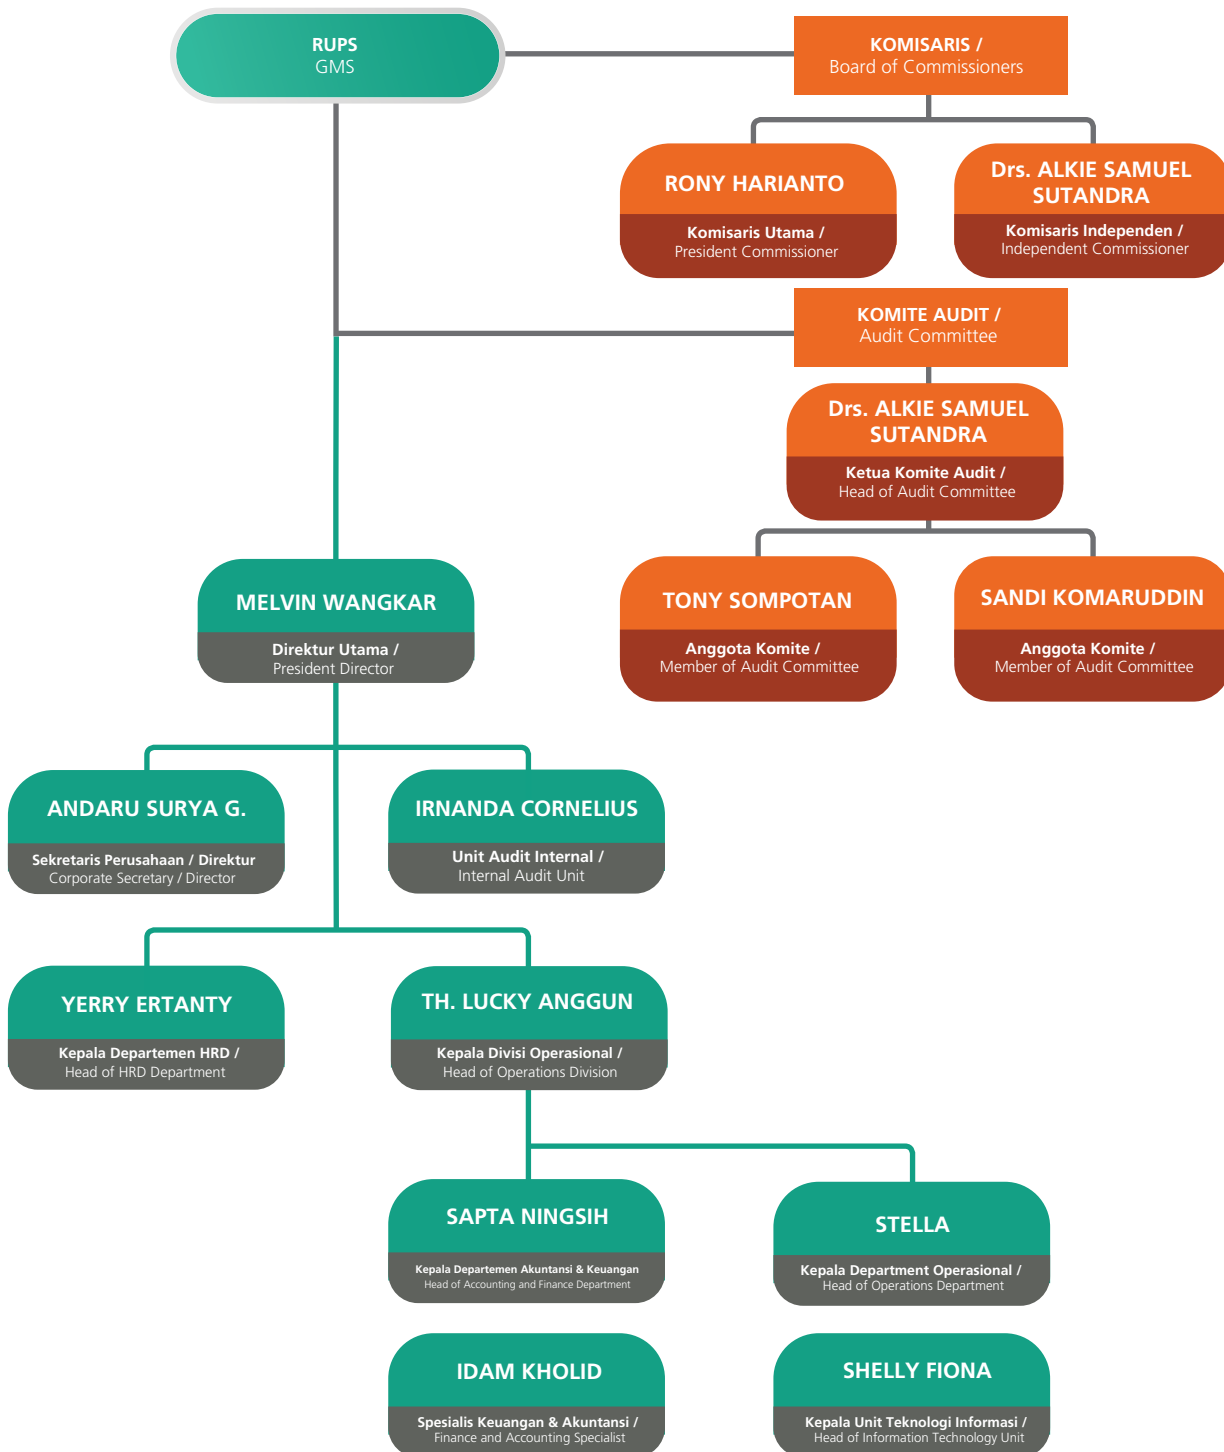 RUPS
GMS
KOMISARIS /
Board of Commissioners
RONY HARIANTO
Komisaris Utama /
President Commissioner
Drs. ALKIE SAMUEL
SUTANDRA
Komisaris Independen /
Independent Commissioner
KOMITE AUDIT /
Audit Committee
Drs. ALKIE SAMUEL
SUTANDRA
Ketua Komite Audit /
Head of Audit Committee
TONY SOMPOTAN
Anggota Komite /
Member of Audit Committee
SANDI KOMARUDDIN
Anggota Komite /
Member of Audit Committee
MELVIN WANGKAR
Direktur Utama /
President Director
ANDARU SURYA G.
Sekretaris Perusahaan / Direktur
Corporate Secretary / Director
IRNANDA CORNELIUS
Unit Audit Internal /
Internal Audit Unit
YERRY ERTANTY
Kepala Departemen HRD /
Head of HRD Department
TH. LUCKY ANGGUN
Kepala Divisi Operasional /
Head of Operations Division
SAPTA NINGSIH
Kepala Departemen Akuntansi & Keuangan
Head of Accounting and Finance Department
STELLA
Kepala Department Operasional /
Head of Operations Department
IDAM KHOLID
Spesialis Keuangan & Akuntansi /
Finance and Accounting Specialist
SHELLY FIONA
Kepala Unit Teknologi Informasi /
Head of Information Technology Unit